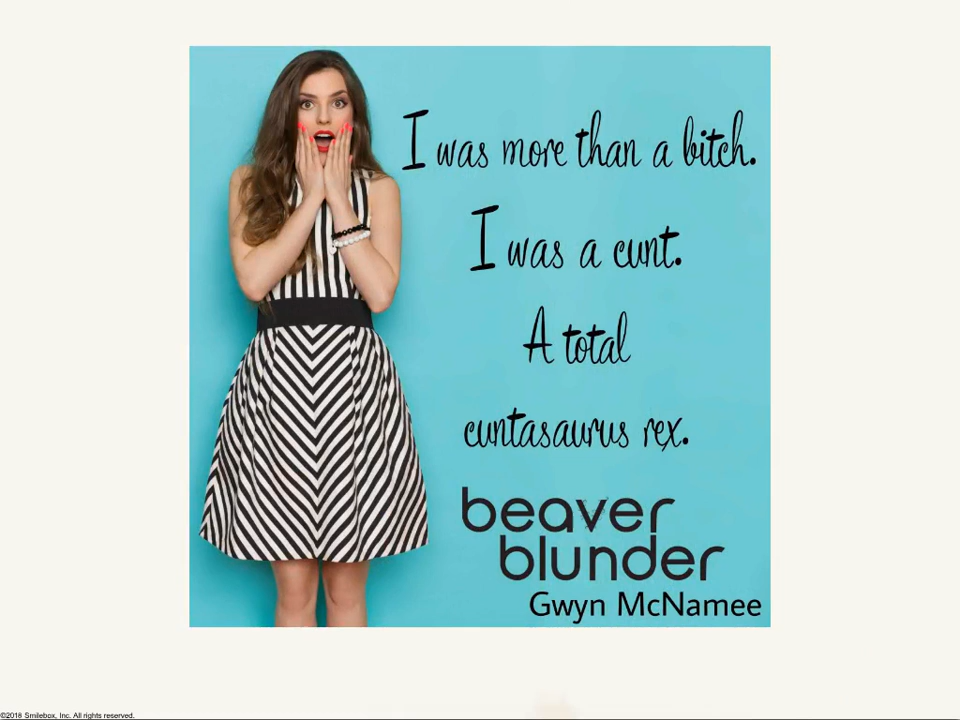 I was more than a bitch.
I was a cunt.
A total
cuntasaurus rex.
beaver
blunder
Gwyn McNamee
©2018 Smilebox, Inc. All rights reserved.